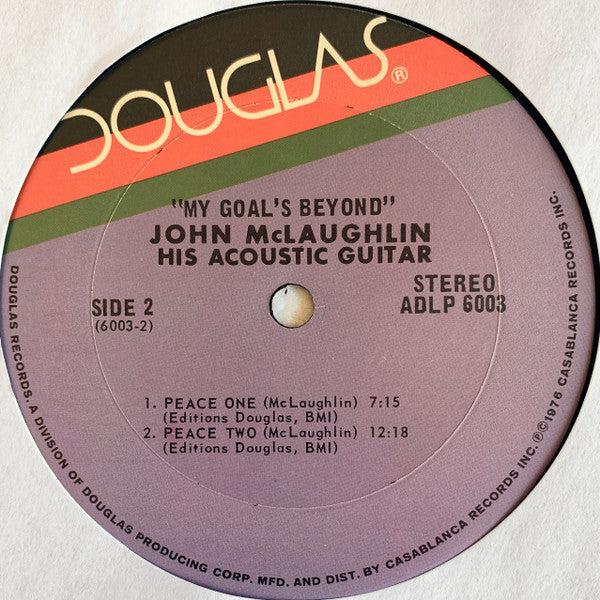 DOUGLAS®
"MY GOAL'S BEYOND"
JOHN McLAUGHLIN
HIS ACOUSTIC GUITAR
SIDE 2
(6003-2)
STEREO
ADLP 6003
1. PEACE ONE (McLaughlin) 7:15
(Editions Douglas, BMI)
2. PEACE TWO (McLaughlin) 12:18
(Editions Douglas, BMI)
DOUGLAS RECORDS. A DIVISION OF DOUGLAS PRODUCING CORP. MFD. AND DIST. BY CASABLANCA RECORDS INC. ℗©1976 CASABLANCA RECORDS INC.